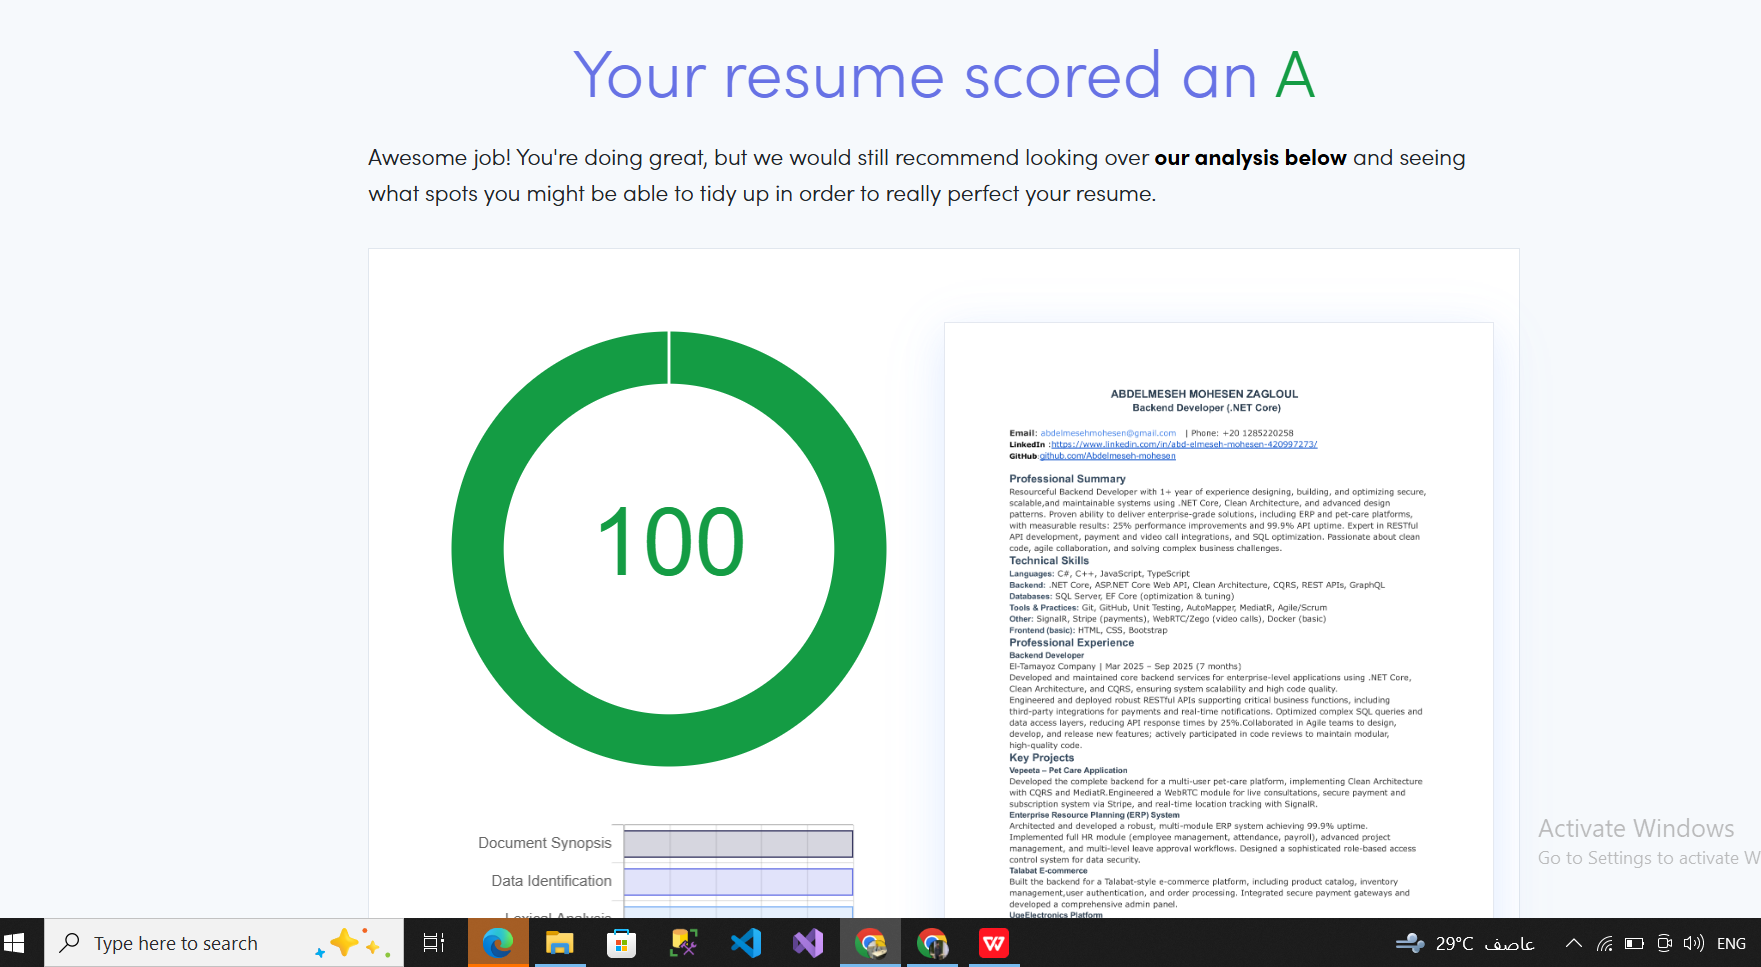 Your resume scored an A
Awesome job! You're doing great, but we would still recommend looking over our analysis below and seeing
what spots you might be able to tidy up in order to really perfect your resume.
100
Document Synopsis
Data Identification
Lexical Analysis
ABDELMESEH MOHESEN ZAGLOUL
Backend Developer (.NET Core)
Email: abdelmesehmohesen@gmail.com | Phone: +20 1285220258
LinkedIn :https://www.linkedin.com/in/abd-elmeseh-mohesen-420997273/
GitHub:github.com/Abdelmeseh-mohesen
Professional Summary
Resourceful Backend Developer with 1+ year of experience designing, building, and optimizing secure,
scalable,and maintainable systems using .NET Core, Clean Architecture, and advanced design
patterns. Proven ability to deliver enterprise-grade solutions, including ERP and pet-care platforms,
with measurable results: 25% performance improvements and 99.9% API uptime. Expert in RESTful
API development, payment and video call integrations, and SQL optimization. Passionate about clean
code, agile collaboration, and solving complex business challenges.
Technical Skills
Languages: C#, C++, JavaScript, TypeScript
Backend: .NET Core, ASP.NET Core Web API, Clean Architecture, CQRS, REST APIs, GraphQL
Databases: SQL Server, EF Core (optimization & tuning)
Tools & Practices: Git, GitHub, Unit Testing, AutoMapper, MediatR, Agile/Scrum
Other: SignalR, Stripe (payments), WebRTC/Zego (video calls), Docker (basic)
Frontend (basic): HTML, CSS, Bootstrap
Professional Experience
Backend Developer
El-Tamayoz Company | Mar 2025 – Sep 2025 (7 months)
Developed and maintained core backend services for enterprise-level applications using .NET Core,
Clean Architecture, and CQRS, ensuring system scalability and high code quality.
Engineered and deployed robust RESTful APIs supporting critical business functions, including
third-party integrations for payments and real-time notifications. Optimized complex SQL queries and
data access layers, reducing API response times by 25%.Collaborated in Agile teams to design,
develop, and release new features; actively participated in code reviews to maintain modular,
high-quality code.
Key Projects
Vepeeta – Pet Care Application
Developed the complete backend for a multi-user pet-care platform, implementing Clean Architecture
with CQRS and MediatR.Engineered a WebRTC module for live consultations, secure payment and
subscription system via Stripe, and real-time location tracking with SignalR.
Enterprise Resource Planning (ERP) System
Architected and developed a robust, multi-module ERP system achieving 99.9% uptime.
Implemented full HR module (employee management, attendance, payroll), advanced project
management, and multi-level leave approval workflows. Designed a sophisticated role-based access
control system for data security.
Talabat E-commerce
Built the backend for a Talabat-style e-commerce platform, including product catalog, inventory
management,user authentication, and order processing. Integrated secure payment gateways and
developed a comprehensive admin panel.
UgeElectronics Platform
Activate Windows
Go to Settings to activate W
Type here to search
29°C عاصف
ENG